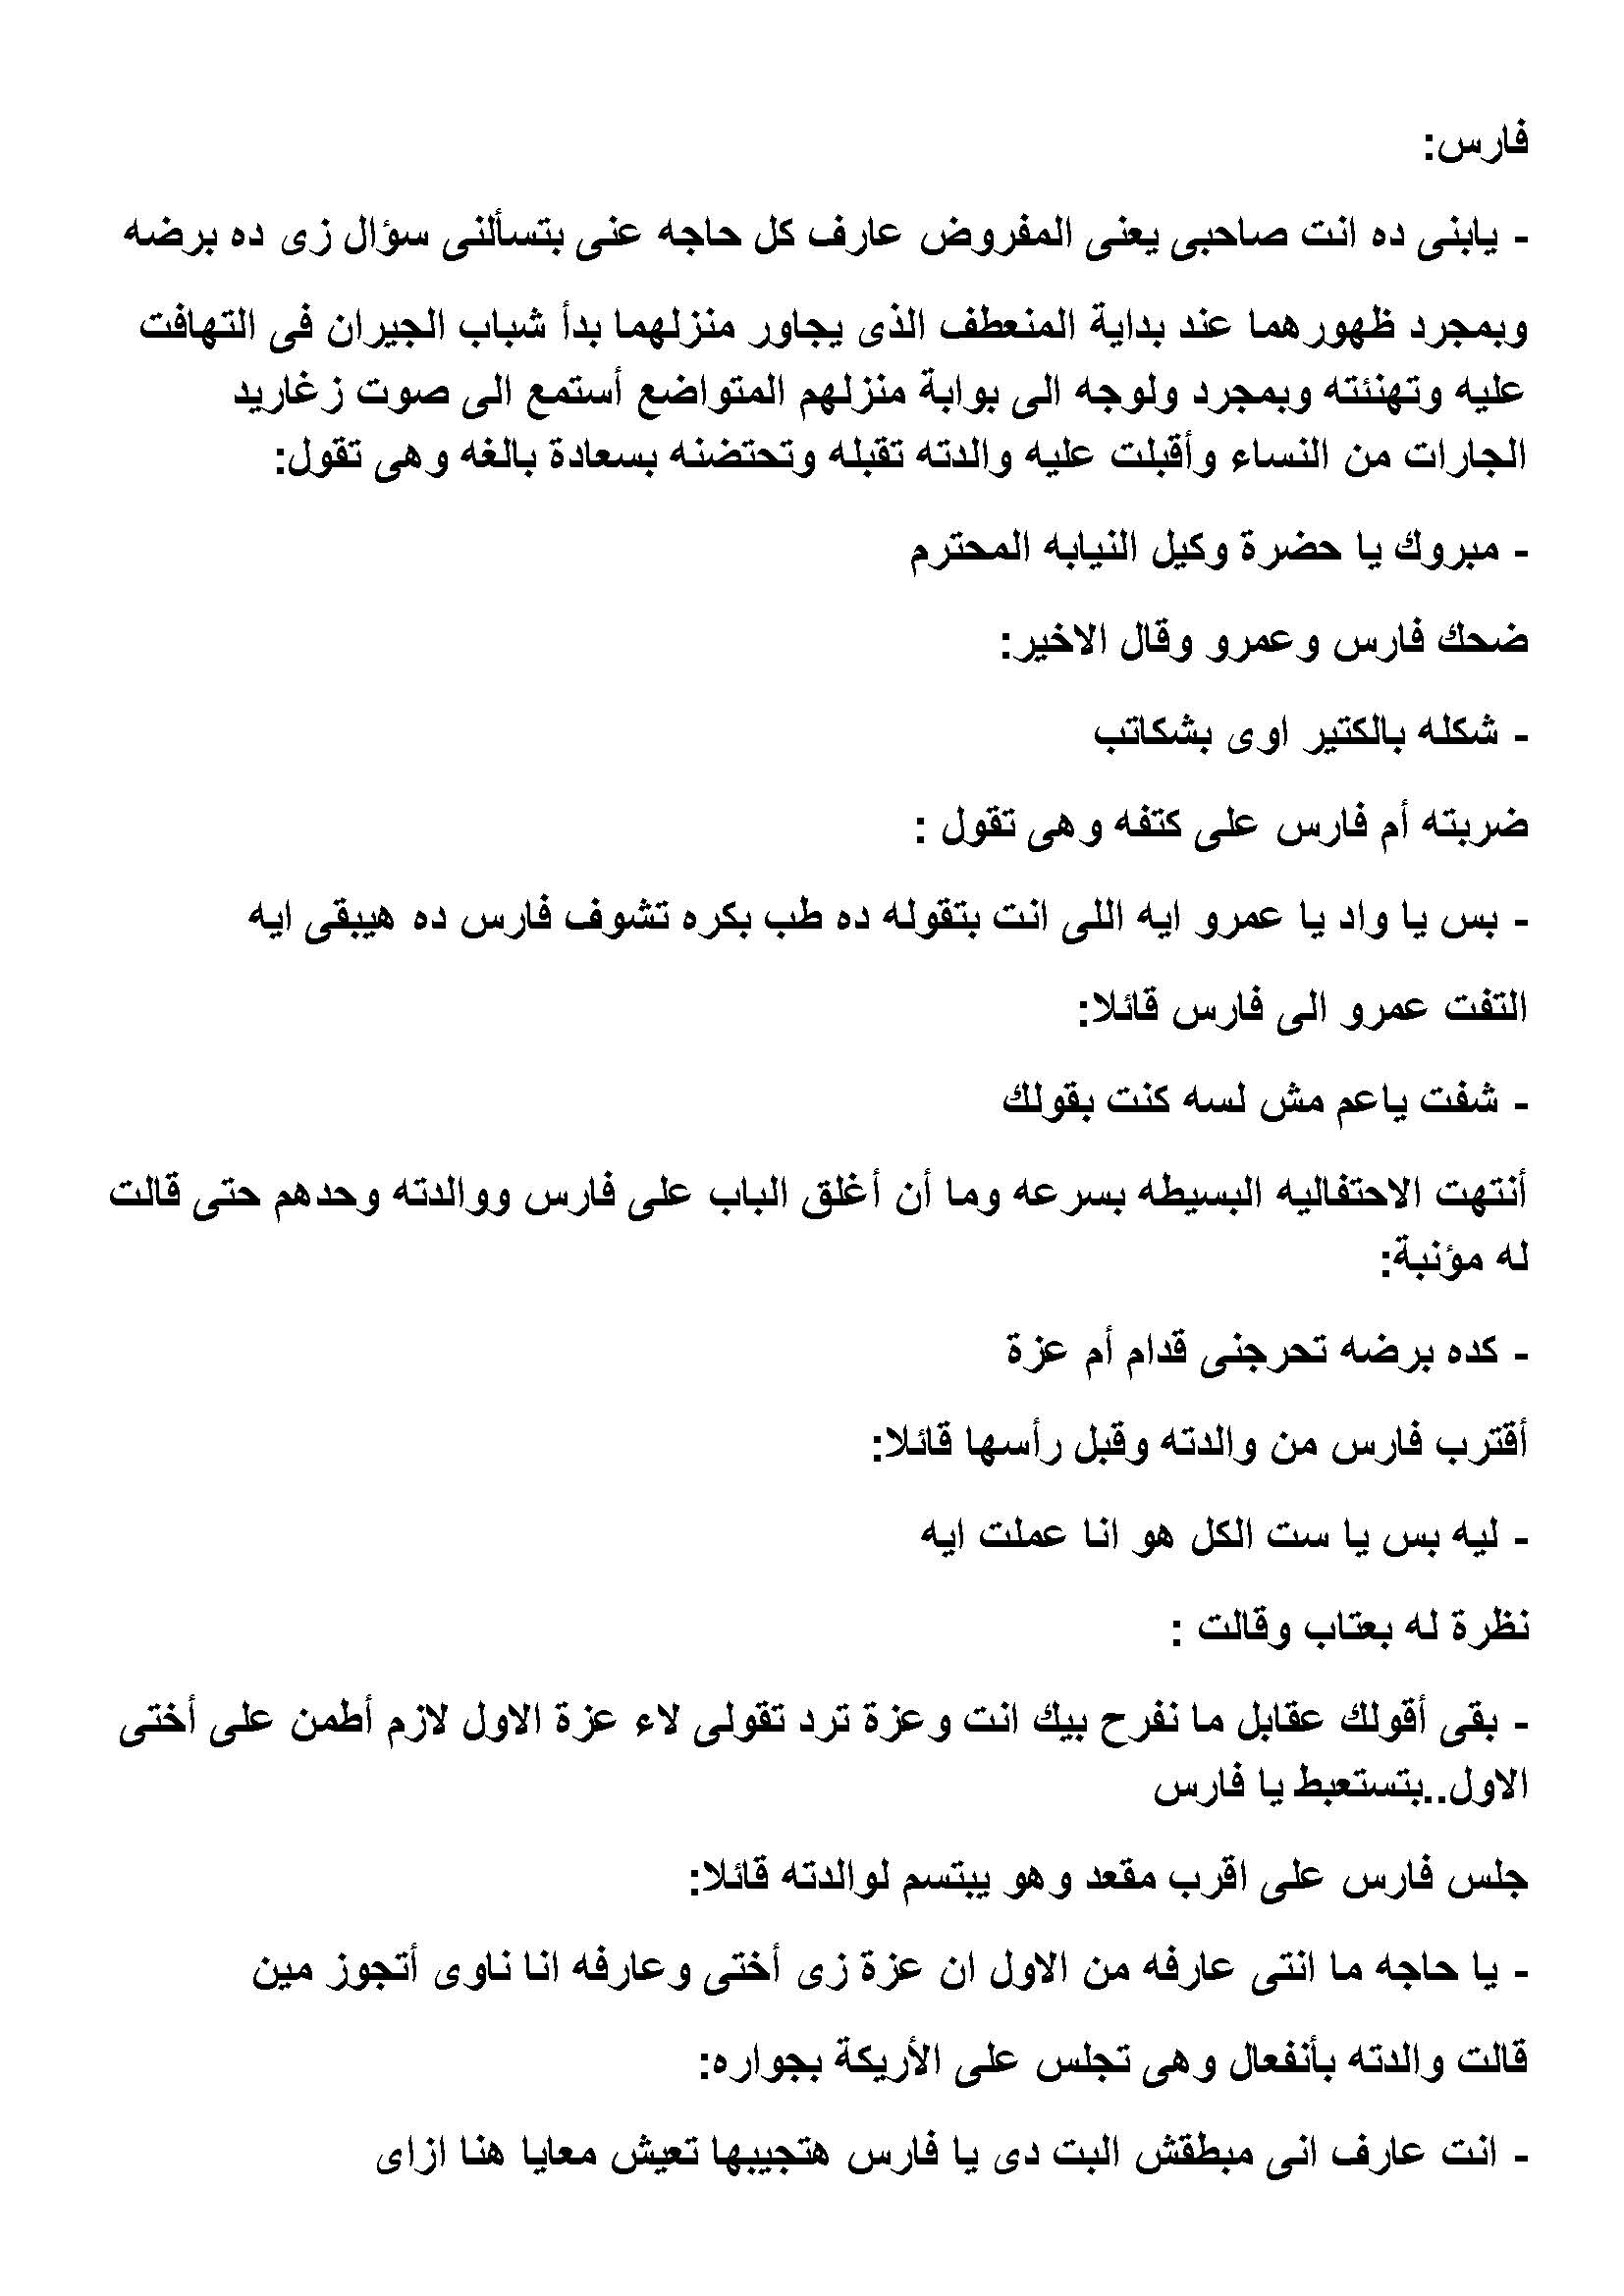 فارس:
- يابنى ده انت صاحبى يعنى المفروض عارف كل حاجه عنى بتسألنى سؤال زى ده برضه
وبمجرد ظهورهما عند بداية المنعطف الذى يجاور منزلهما بدأ شباب الجيران فى التهافت
عليه وتهنئته وبمجرد ولوجه الى بوابة منزلهم المتواضع أستمع الى صوت زغاريد
الجارات من النساء وأقبلت عليه والدته تقبله وتحتضنه بسعادة بالغه وهى تقول:
- مبروك يا حضرة وكيل النيابه المحترم
ضحك فارس وعمرو وقال الاخير:
- شكله بالكتير اوى بشكاتب
ضربته أم فارس على كتفه وهى تقول :
- بس يا واد يا عمرو ايه اللى انت بتقوله ده طب بكره تشوف فارس ده هيبقى ايه
التفت عمرو الى فارس قائلا:
- شفت ياعم مش لسه كنت بقولك
أنتهت الاحتفاليه البسيطه بسرعه وما أن أغلق الباب على فارس ووالدته وحدهم حتى قالت
له مؤنبة:
- كده برضه تحرجنى قدام أم عزة
أقترب فارس من والدته وقبل رأسها قائلا:
- ليه بس يا ست الكل هو انا عملت ايه
نظرة له بعتاب وقالت :
- بقى أقولك عقابل ما نفرح بيك انت وعزة ترد تقولى لاء عزة الاول لازم أطمن على أختى
الاول..بتستعبط يا فارس
جلس فارس على اقرب مقعد وهو يبتسم لوالدته قائلا:
- يا حاجه ما انتى عارفه من الاول ان عزة زى أختى وعارفه انا ناوى أتجوز مين
قالت والدته بأنفعال وهى تجلس على الأريكة بجواره:
- انت عارف انى مبطقش البت دى يا فارس هتجيبها تعيش معايا هنا ازاى